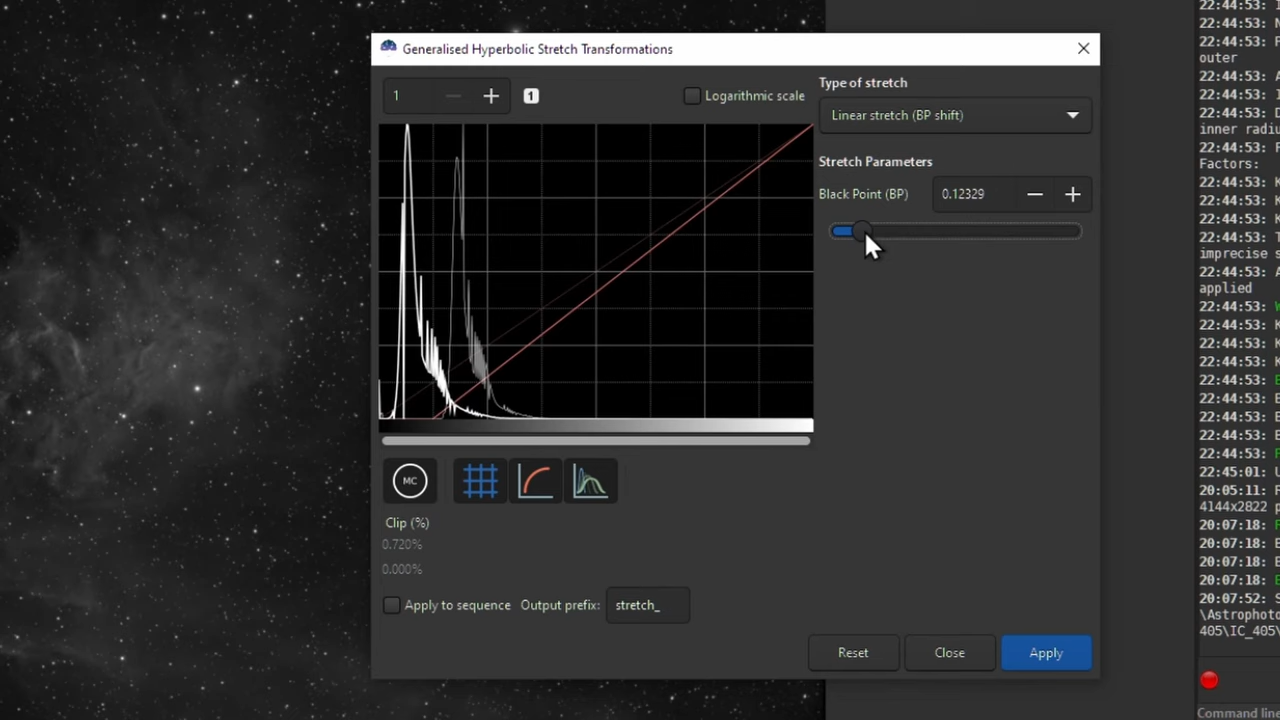 Generalised Hyperbolic Stretch Transformations
1
1
Logarithmic scale
Type of stretch
Linear stretch (BP shift)
Stretch Parameters
Black Point (BP)
0.12329
MC
Clip (%)
0.720%
0.000%
Apply to sequence
Output prefix:
stretch_
Reset
Close
Apply
22:44:53: I
22:44:53: N
22:44:53: F
outer
22:44:53: A
22:44:53: I
22:44:53: D
inner radiu
22:44:53: F
Factors:
22:44:53: K
22:44:53: K
22:44:53: K
22:44:53: T
imprecise s
22:44:53: A
applied
22:44:53:
22:44:53: K
22:44:53: K
22:44:53: K
22:44:53: E
22:44:53: B
22:44:53: B
22:44:53: B
22:44:53: F
22:45:01: L
20:05:11: F
4144x2822 p
20:07:18: F
20:07:18: B
20:07:18: B
20:07:18: E
20:07:52: S
\Astrophoto
405\IC_405\
Command line